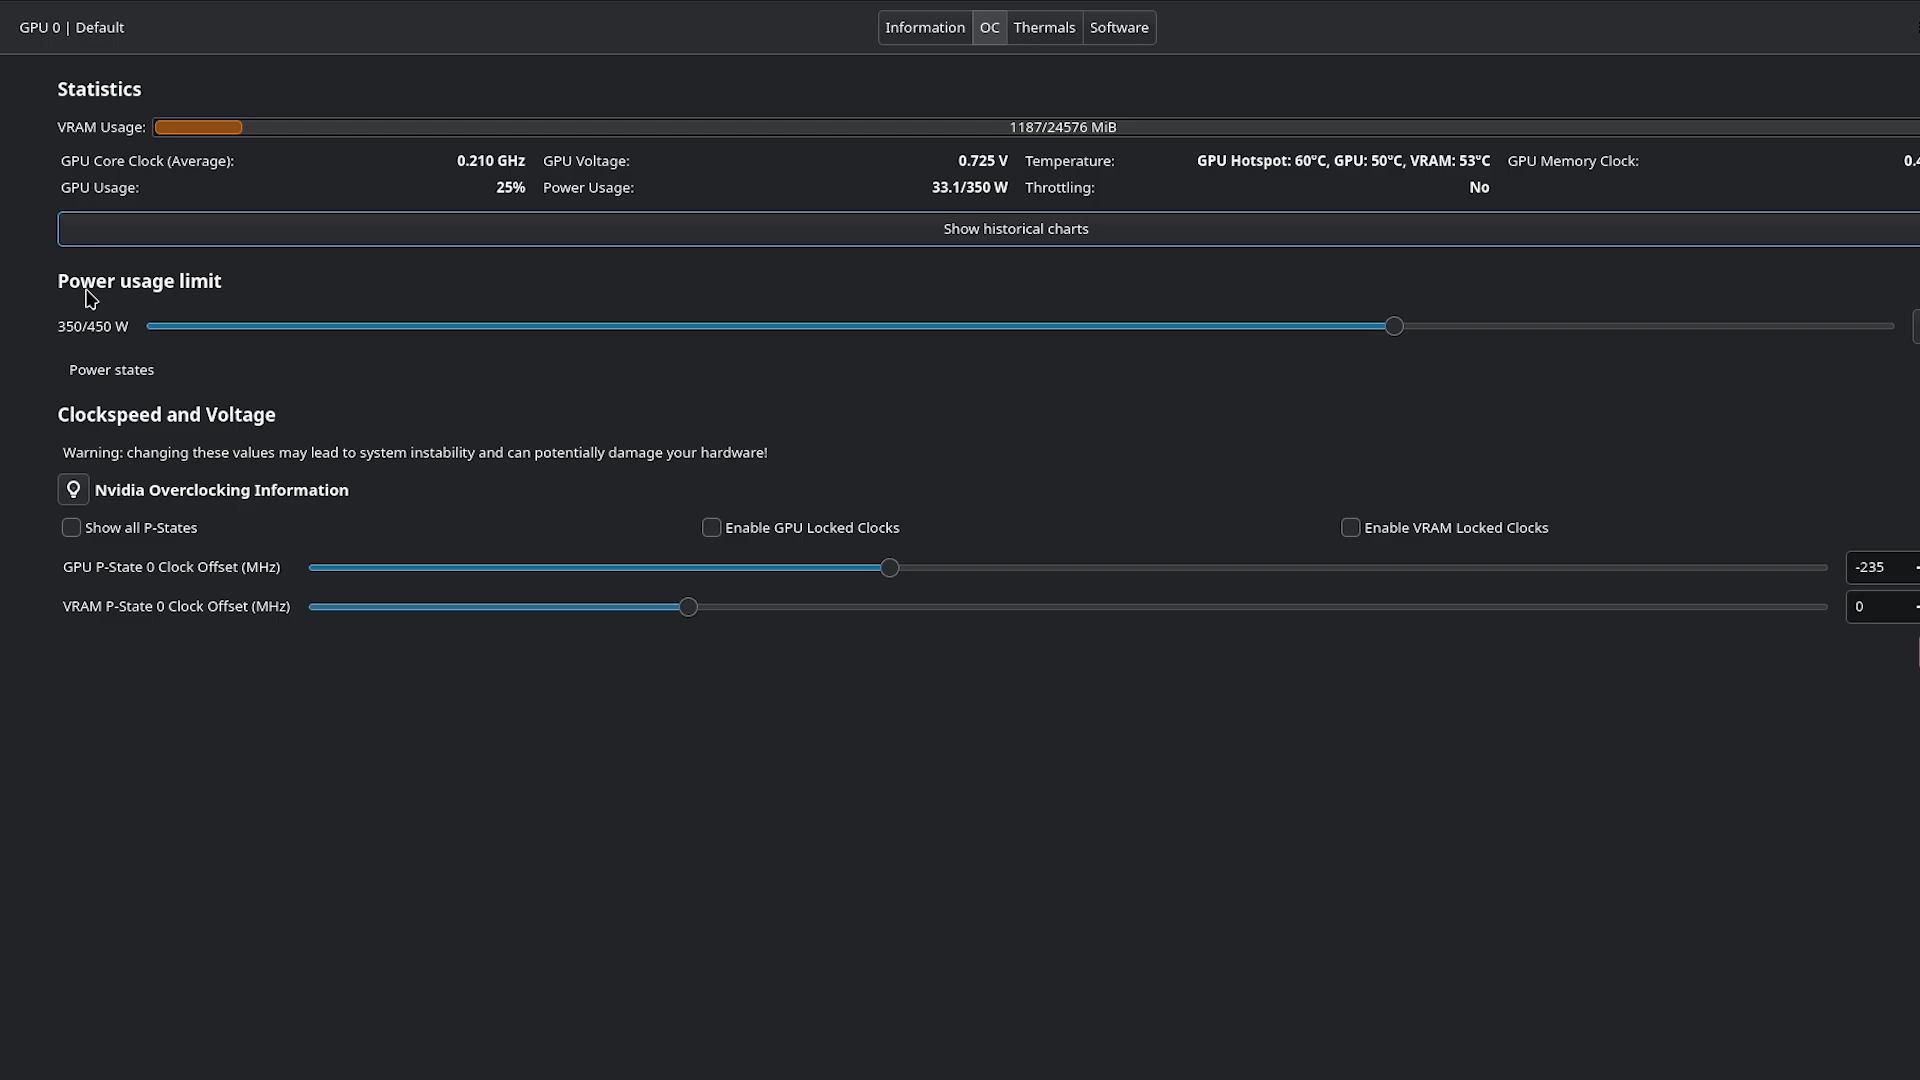 GPU 0 | Default
Information OC Thermals Software
Statistics
VRAM Usage: 1187/24576 MiB
GPU Core Clock (Average): 0.210 GHz GPU Voltage: 0.725 V Temperature: GPU Hotspot: 60°C, GPU: 50°C, VRAM: 53°C GPU Memory Clock:
GPU Usage: 25% Power Usage: 33.1/350 W Throttling: No
Show historical charts
Power usage limit
350/450 W
Power states
Clockspeed and Voltage
Warning: changing these values may lead to system instability and can potentially damage your hardware!
Nvidia Overclocking Information
Show all P-States Enable GPU Locked Clocks Enable VRAM Locked Clocks
GPU P-State 0 Clock Offset (MHz) -235
VRAM P-State 0 Clock Offset (MHz) 0